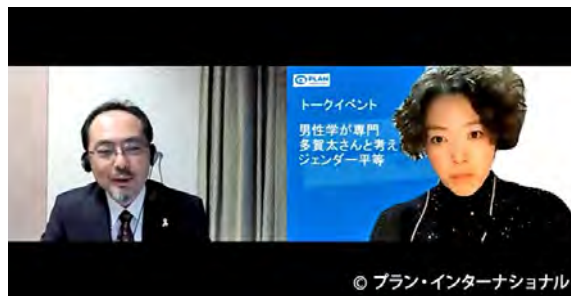 PLAN
トークイベント
男性学が専門
多賀太さんと考え
ジェンダー平等
© プラン・インターナショナル